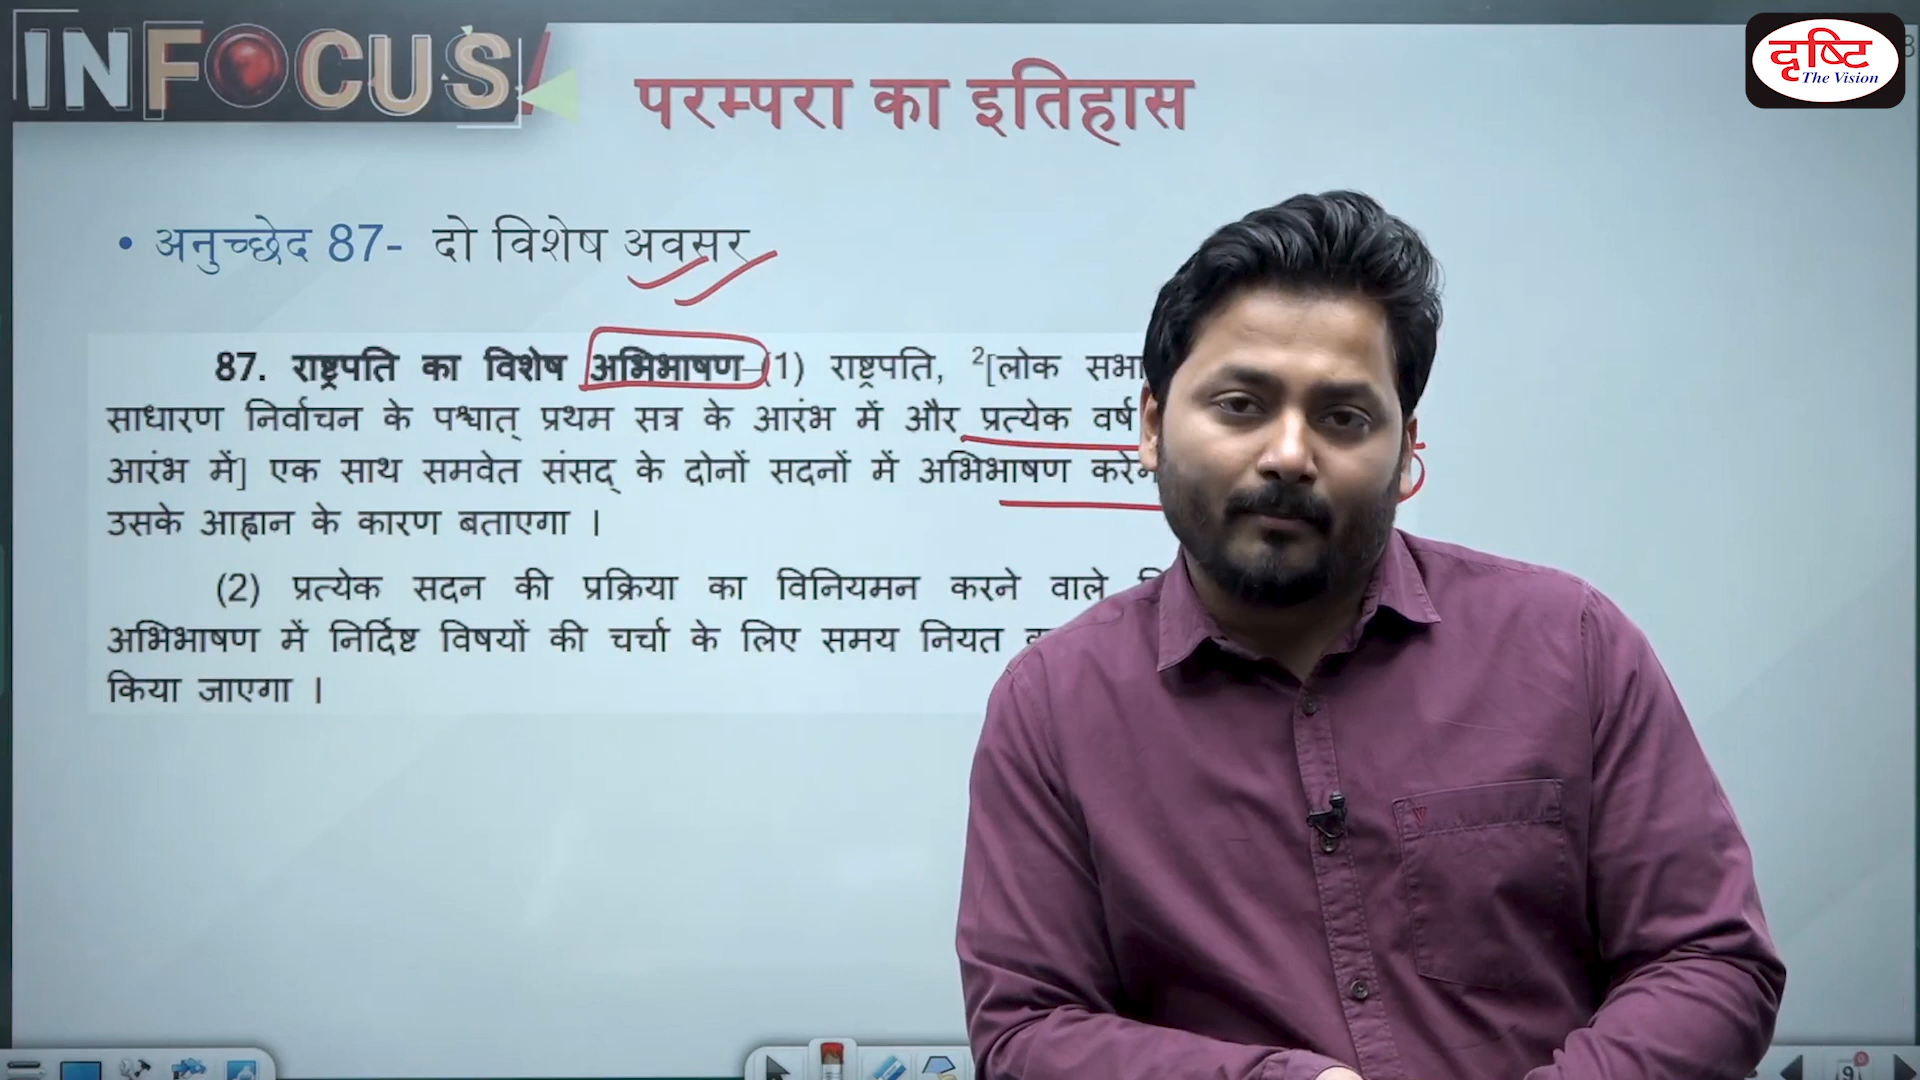 INFOCUS!
परम्परा का इतिहास
दृष्टि
The Vision
• अनुच्छेद 87- दो विशेष अवसर
87. राष्ट्रपति का विशेष अभिभाषण–(1) राष्ट्रपति, ²[लोक सभा
साधारण निर्वाचन के पश्चात् प्रथम सत्र के आरंभ में और प्रत्येक वर्ष
आरंभ में] एक साथ समवेत संसद् के दोनों सदनों में अभिभाषण
उसके आह्वान के कारण बताएगा ।
(2) प्रत्येक सदन की प्रक्रिया का विनियमन करने वाले
अभिभाषण में निर्दिष्ट विषयों की चर्चा के लिए समय नियत
किया जाएगा ।
9